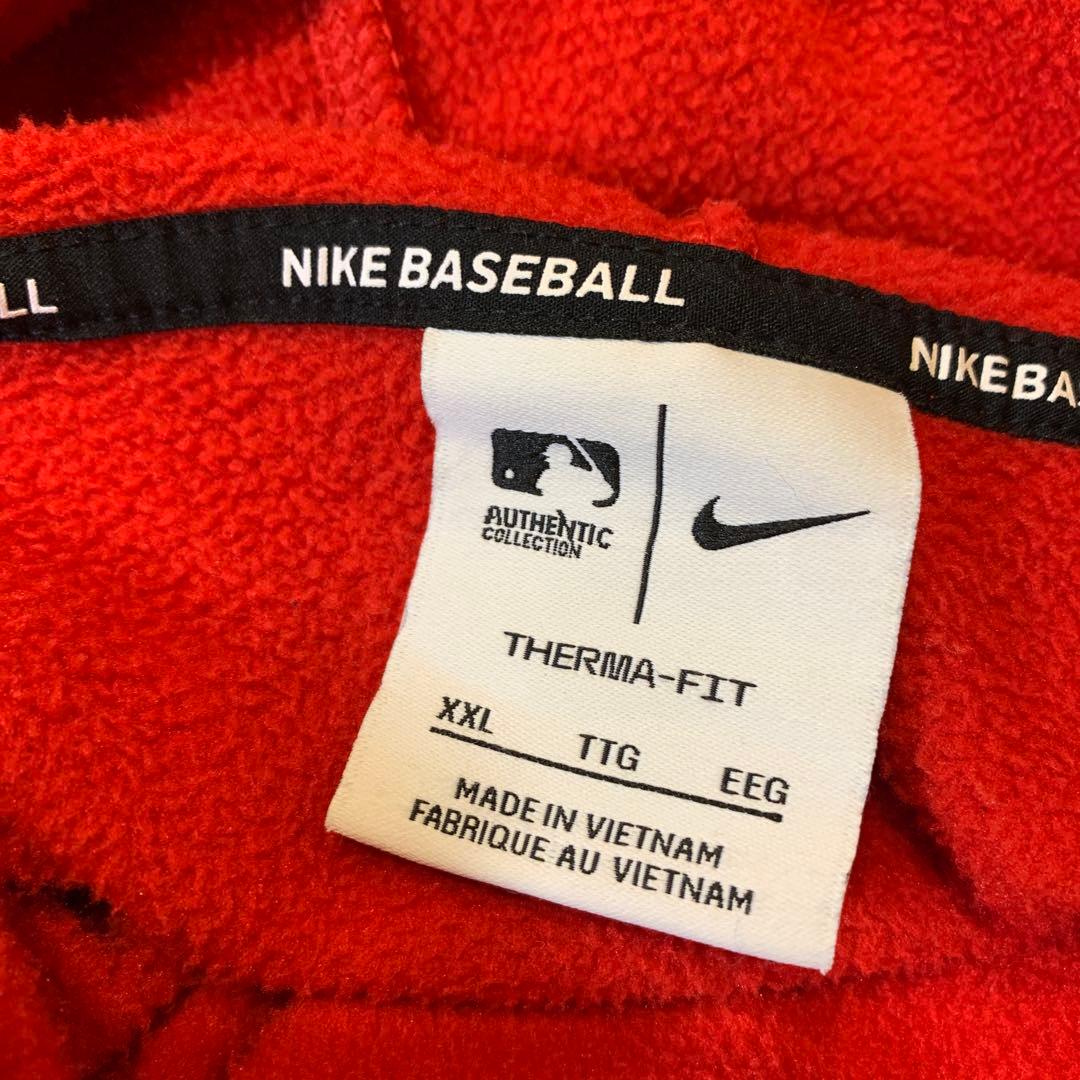 LL
NIKE BASEBALL
NIKE BA
AUTHENTIC
COLLECTION
THERMA-FIT
XXL TTG EEG
MADE IN VIETNAM
FABRIQUE AU VIETNAM